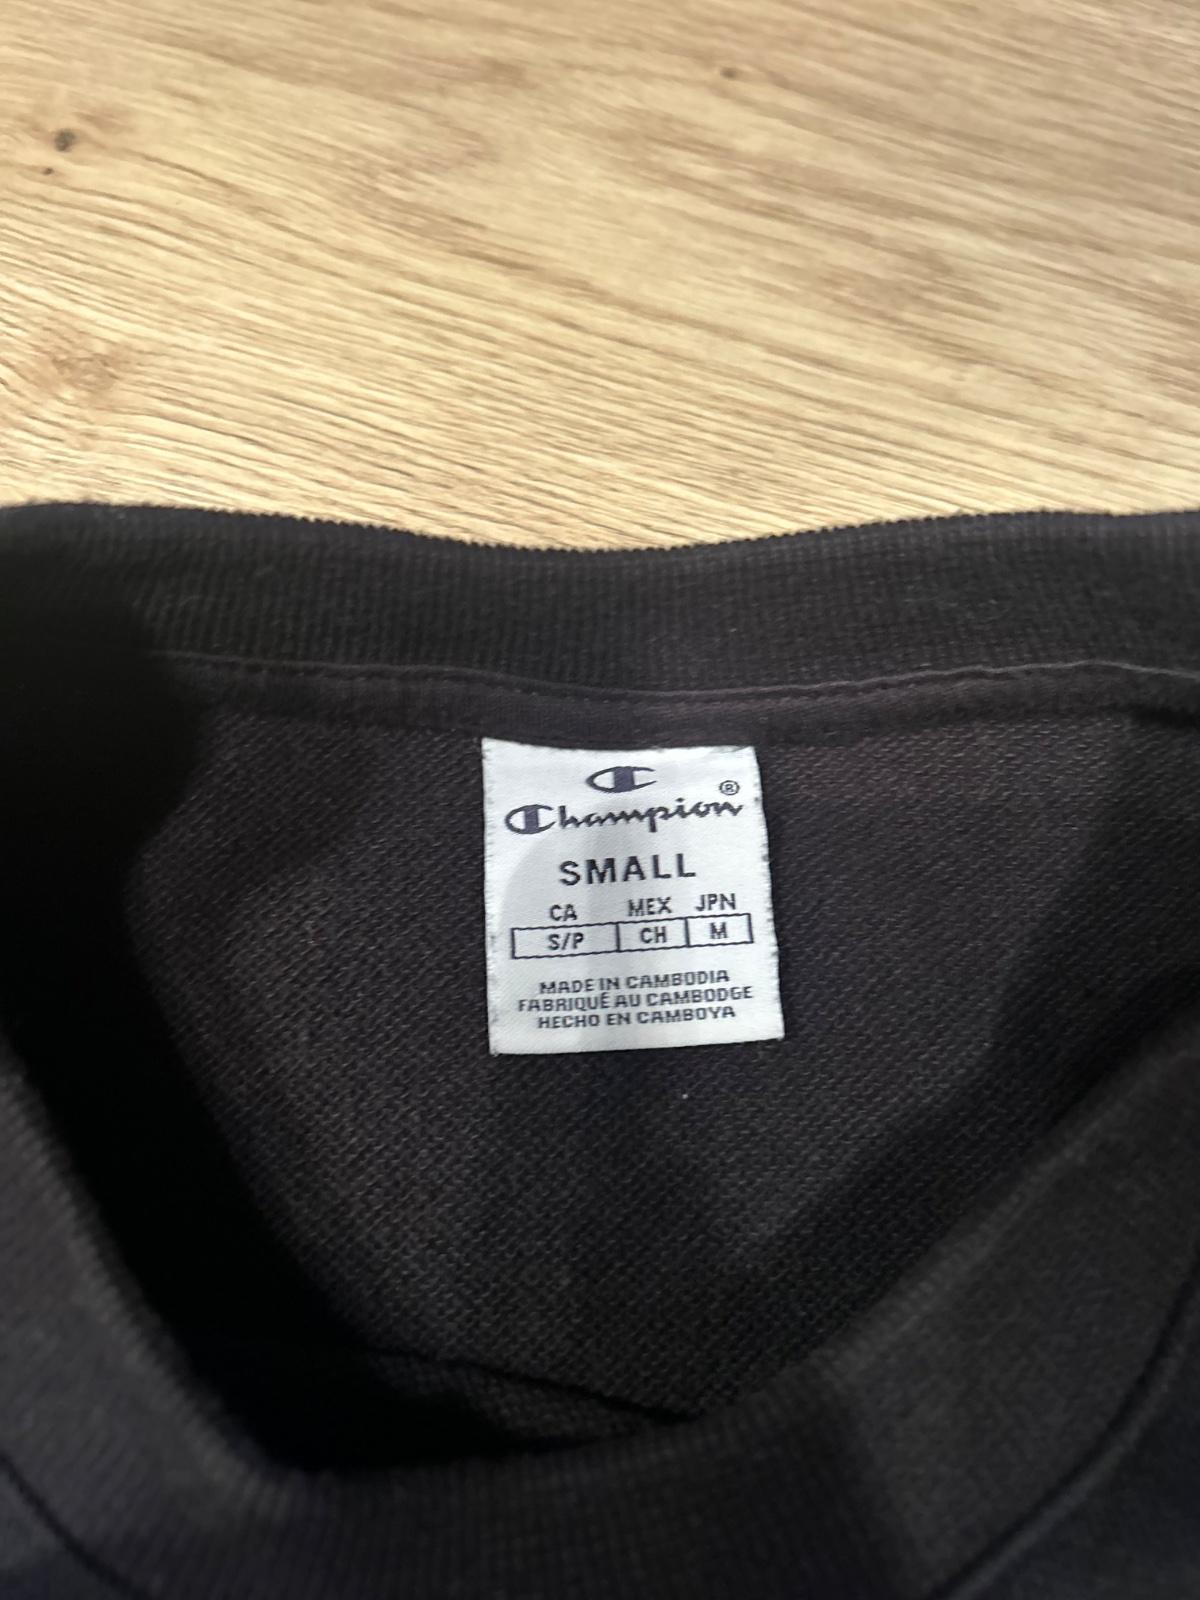 Champion®
SMALL
CA MEX JPN
S/P CH M
MADE IN CAMBODIA
FABRIQUÉ AU CAMBODGE
HECHO EN CAMBOYA